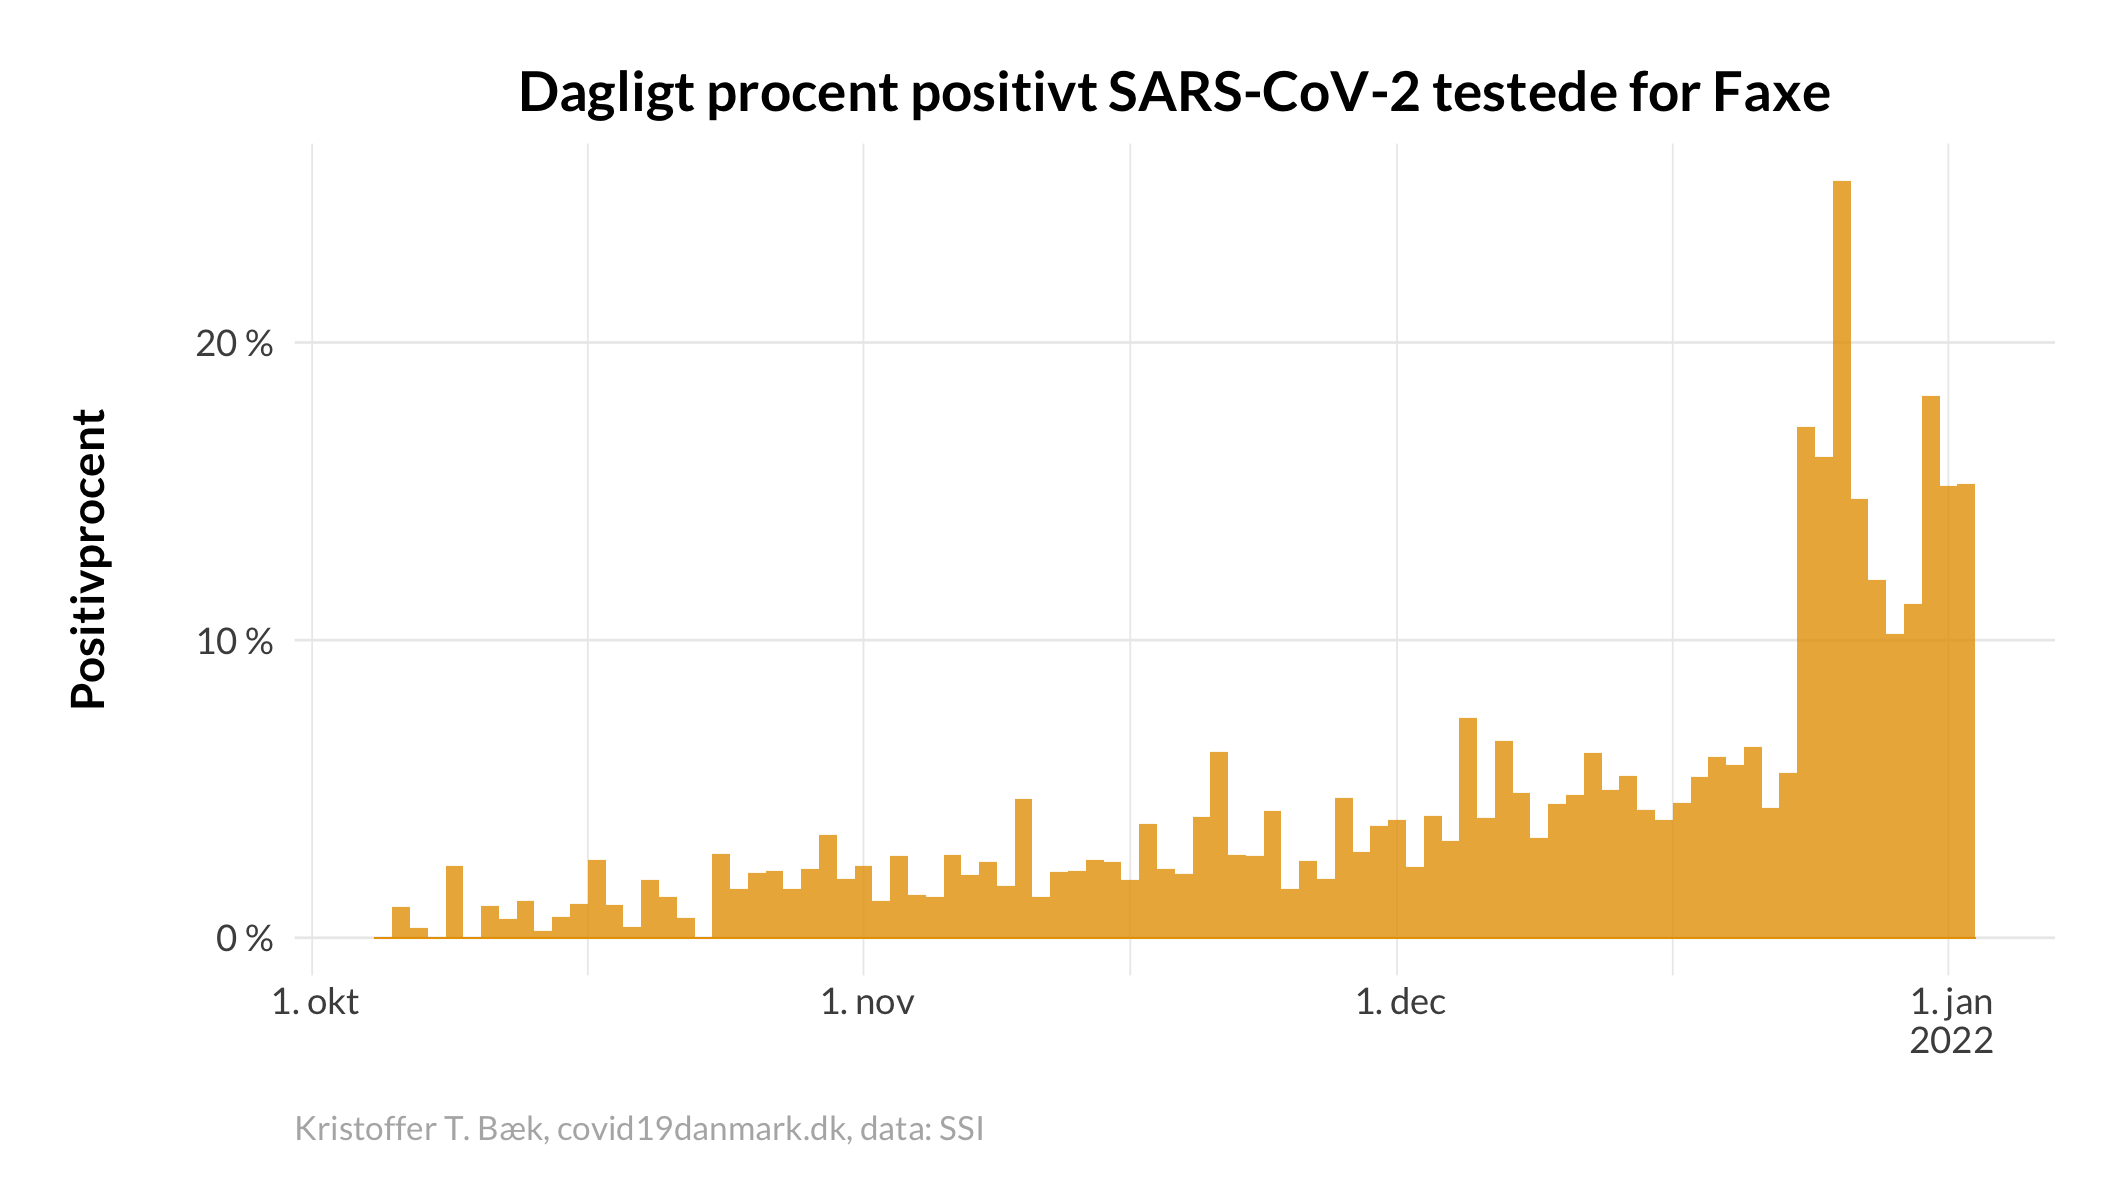 Dagligt procent positivt SARS-CoV-2 testede for Faxe
Positivprocent
20 %
10 %
0 %
1. okt
1. nov
1. dec
1. jan
2022
Kristoffer T. Bæk, covid19danmark.dk, data: SSI